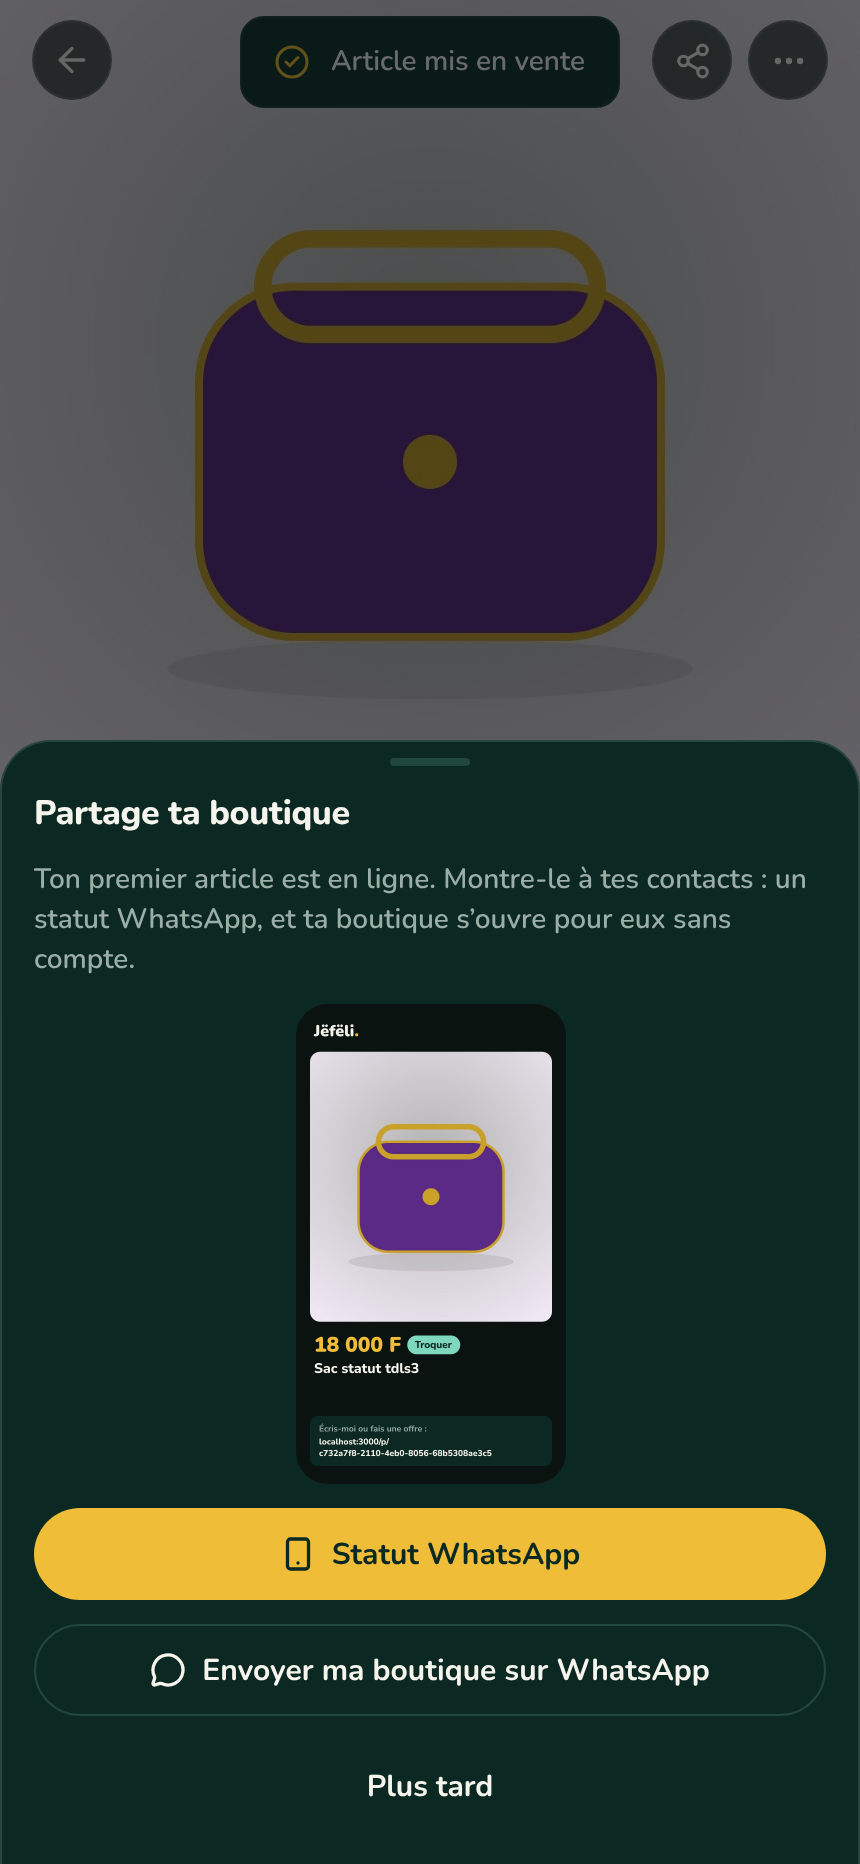 Article mis en vente
Partage ta boutique
Ton premier article est en ligne. Montre-le à tes contacts : un
statut WhatsApp, et ta boutique s’ouvre pour eux sans
compte.
Jëfëli.
18 000 F Troquer
Sac statut tdls3
Écris-moi ou fais une offre :
localhost:3000/p/
c732a7f8-2110-4eb0-8056-68b5308ae3c5
Statut WhatsApp
Envoyer ma boutique sur WhatsApp
Plus tard